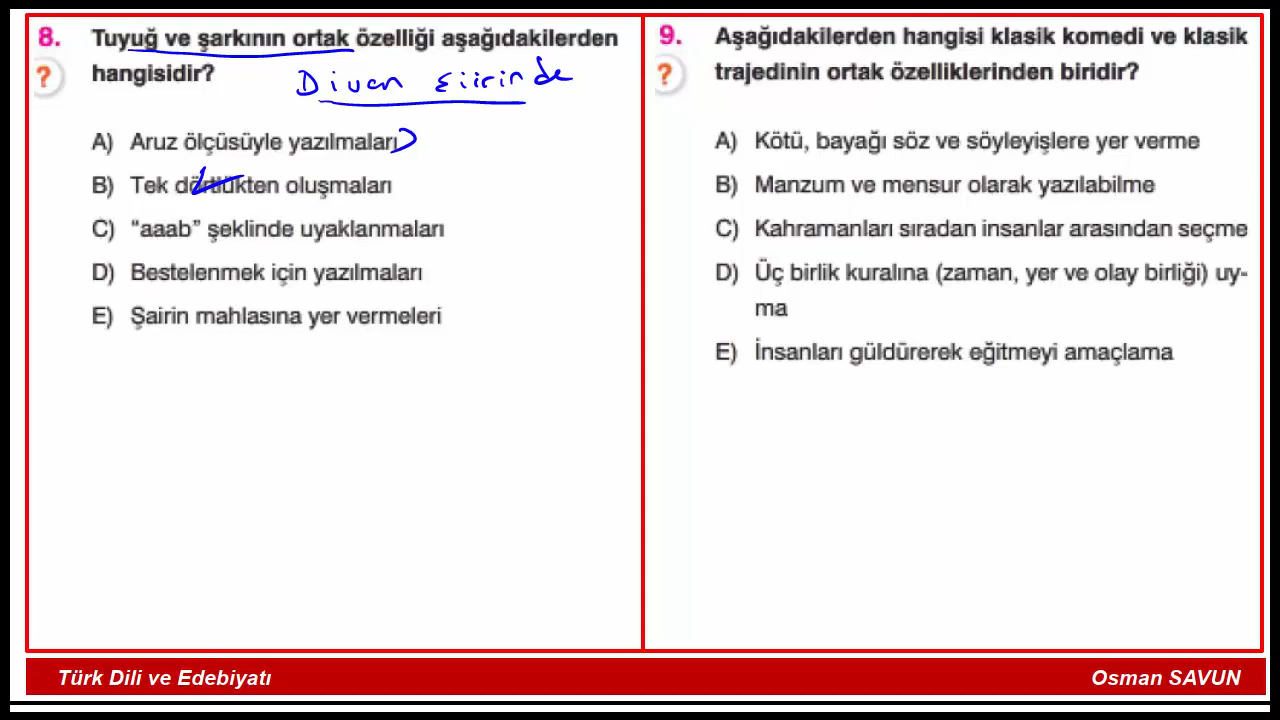 8. Tuyuğ ve şarkının ortak özelliği aşağıdakilerden
? hangisidir?
Divan şiirinde
A) Aruz ölçüsüyle yazılmaları
B) Tek dörtlükten oluşmaları
C) “aaab” şeklinde uyaklanmaları
D) Bestelenmek için yazılmaları
E) Şairin mahlasına yer vermeleri
9. Aşağıdakilerden hangisi klasik komedi ve klasik
? trajedinin ortak özelliklerinden biridir?
A) Kötü, bayağı söz ve söyleyişlere yer verme
B) Manzum ve mensur olarak yazılabilme
C) Kahramanları sıradan insanlar arasından seçme
D) Üç birlik kuralına (zaman, yer ve olay birliği) uy-
ma
E) İnsanları güldürerek eğitmeyi amaçlama
Türk Dili ve Edebiyatı
Osman SAVUN